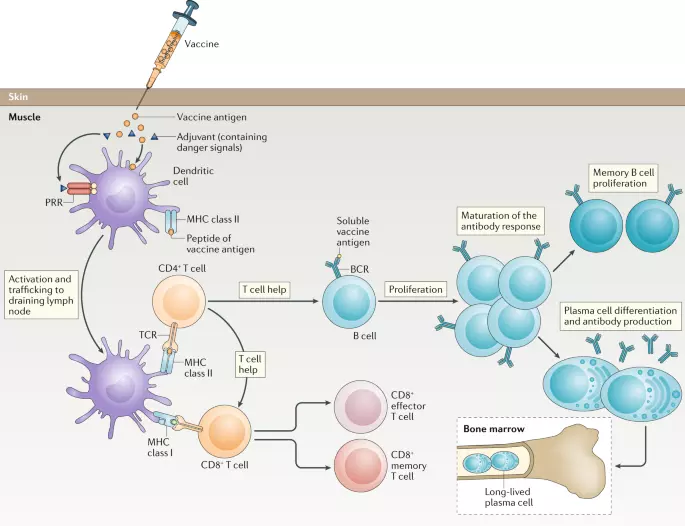 Vaccine
Skin
Muscle
Vaccine antigen
Adjuvant (containing
danger signals)
Dendritic
cell
PRR
MHC class II
Peptide of
vaccine antigen
Activation and
trafficking to
draining lymph
node
CD4⁺ T cell
TCR
MHC
class II
T cell help
T cell
help
MHC
class I
CD8⁺ T cell
CD8⁺
effector
T cell
CD8⁺
memory
T cell
Soluble
vaccine
antigen
BCR
B cell
Proliferation
Maturation of the
antibody response
Memory B cell
proliferation
Plasma cell differentiation
and antibody production
Bone marrow
Long-lived
plasma cell